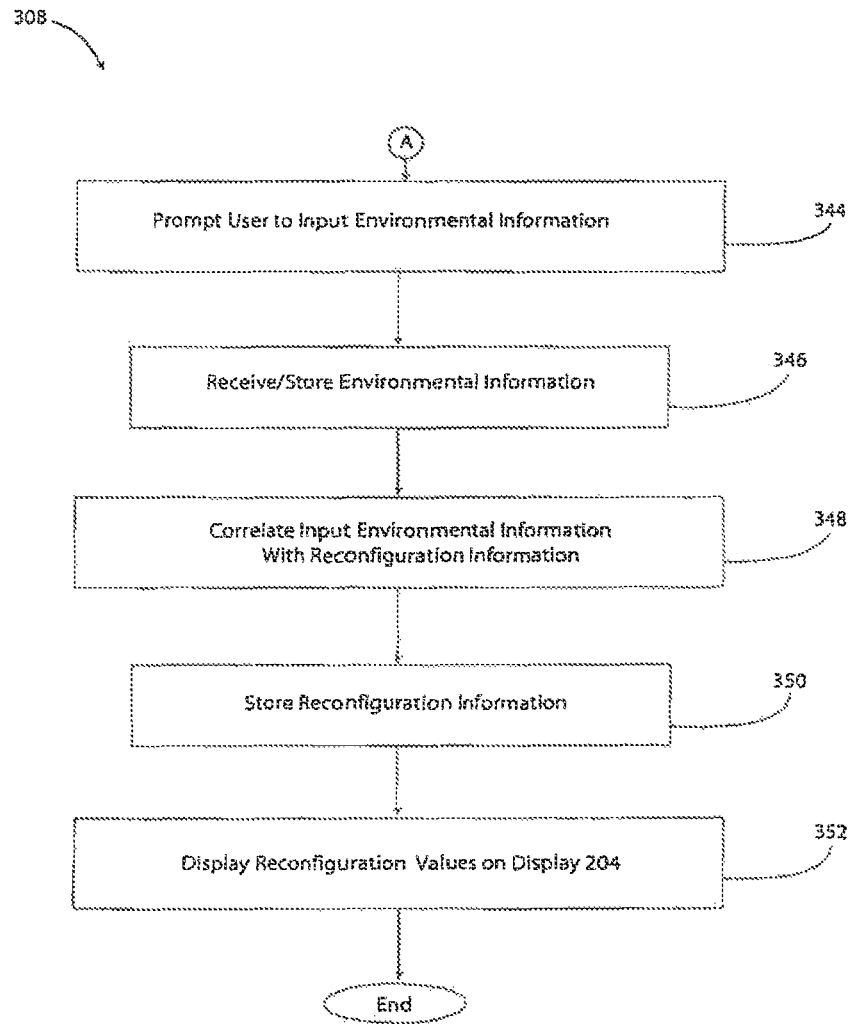 308
A
Prompt User to Input Environmental Information
344
Receive/Store Environmental Information
346
Correlate Input Environmental Information
With Reconfiguration Information
348
Store Reconfiguration Information
350
Display Reconfiguration Values on Display 204
352
End